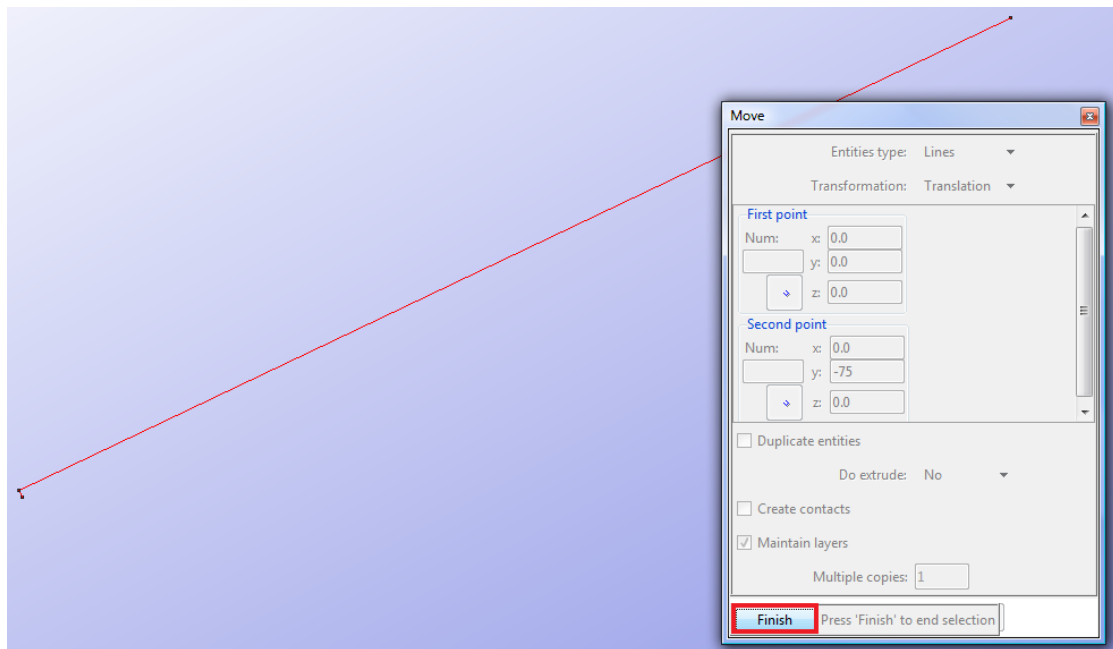 Move
Entities type: Lines
Transformation: Translation
First point
Num: x: 0.0
y: 0.0
z: 0.0
Second point
Num: x: 0.0
y: -75
z: 0.0
Duplicate entities
Do extrude: No
Create contacts
Maintain layers
Multiple copies: 1
Finish Press 'Finish' to end selection